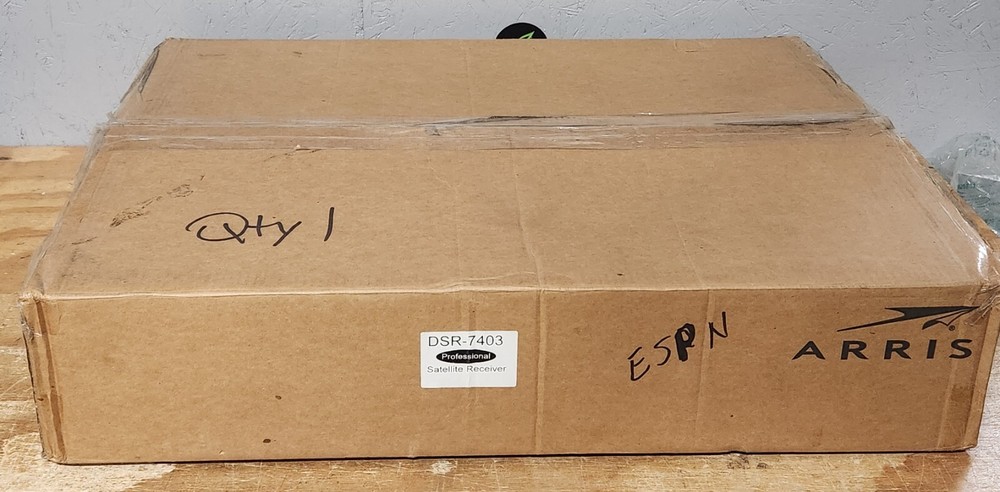 Qty 1
DSR-7403
Professional
Satellite Receiver
ESPN
ARRIS